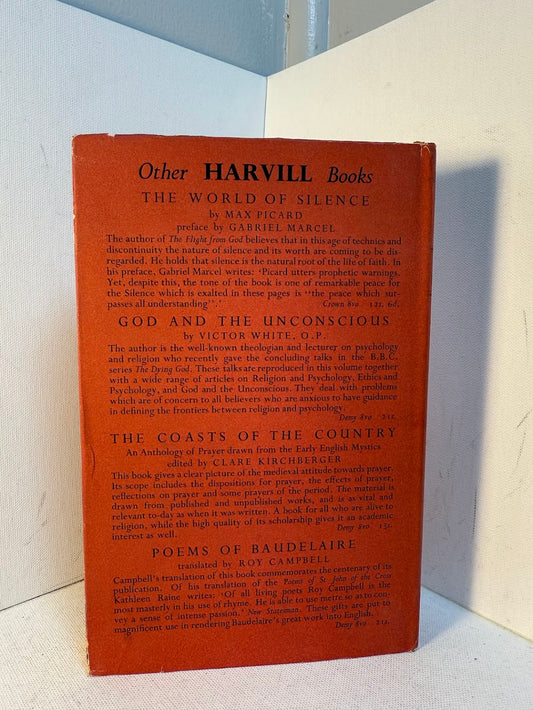 Other HARVILL Books
THE WORLD OF SILENCE
by MAX PICARD
preface by GABRIEL MARCEL
The author of The Flight from God believes that in this age of technics and
discontinuity the nature of silence and its worth are coming to be dis-
regarded. He holds that silence is the natural root of the life of faith. In
his preface, Gabriel Marcel writes: 'Picard utters prophetic warnings.
Yet, despite this, the tone of the book is one of remarkable peace for
the Silence which is exalted in these pages is "the peace which sur-
passes all understanding".' Crown 8vo. 12s. 6d.
GOD AND THE UNCONSCIOUS
by VICTOR WHITE, O.P.
The author is the well-known theologian and lecturer on psychology
and religion who recently gave the concluding talks in the B.B.C.
series The Dying God. These talks are reproduced in this volume together
with a wide range of articles on Religion and Psychology, Ethics and
Psychology, and God and the Unconscious. They deal with problems
which are of concern to all believers who are anxious to have guidance
in defining the frontiers between religion and psychology.
Demy 8vo. 21s.
THE COASTS OF THE COUNTRY
An Anthology of Prayer drawn from the Early English Mystics
edited by CLARE KIRCHBERGER
This book gives a clear picture of the medieval attitude towards prayer.
Its scope includes the dispositions for prayer, the effects of prayer,
reflections on prayer and some prayers of the period. The material is
drawn from published and unpublished works, and is as vital and
relevant to-day as when it was written. A book for all who are alive to
religion, while the high quality of its scholarship gives it an academic
interest as well. Demy 8vo. 15s.
POEMS OF BAUDELAIRE
translated by ROY CAMPBELL
Campbell's translation of this book commemorates the centenary of its
publication. Of his translation of the Poems of St John of the Cross
Kathleen Raine writes: 'Of all living poets Roy Campbell is the
most masterly in his use of rhyme. He is able to use metre so as to con-
vey a sense of intense passion.' New Statesman. These gifts are put to
magnificent use in rendering Baudelaire's great work into English.
Demy 8vo. 21s.